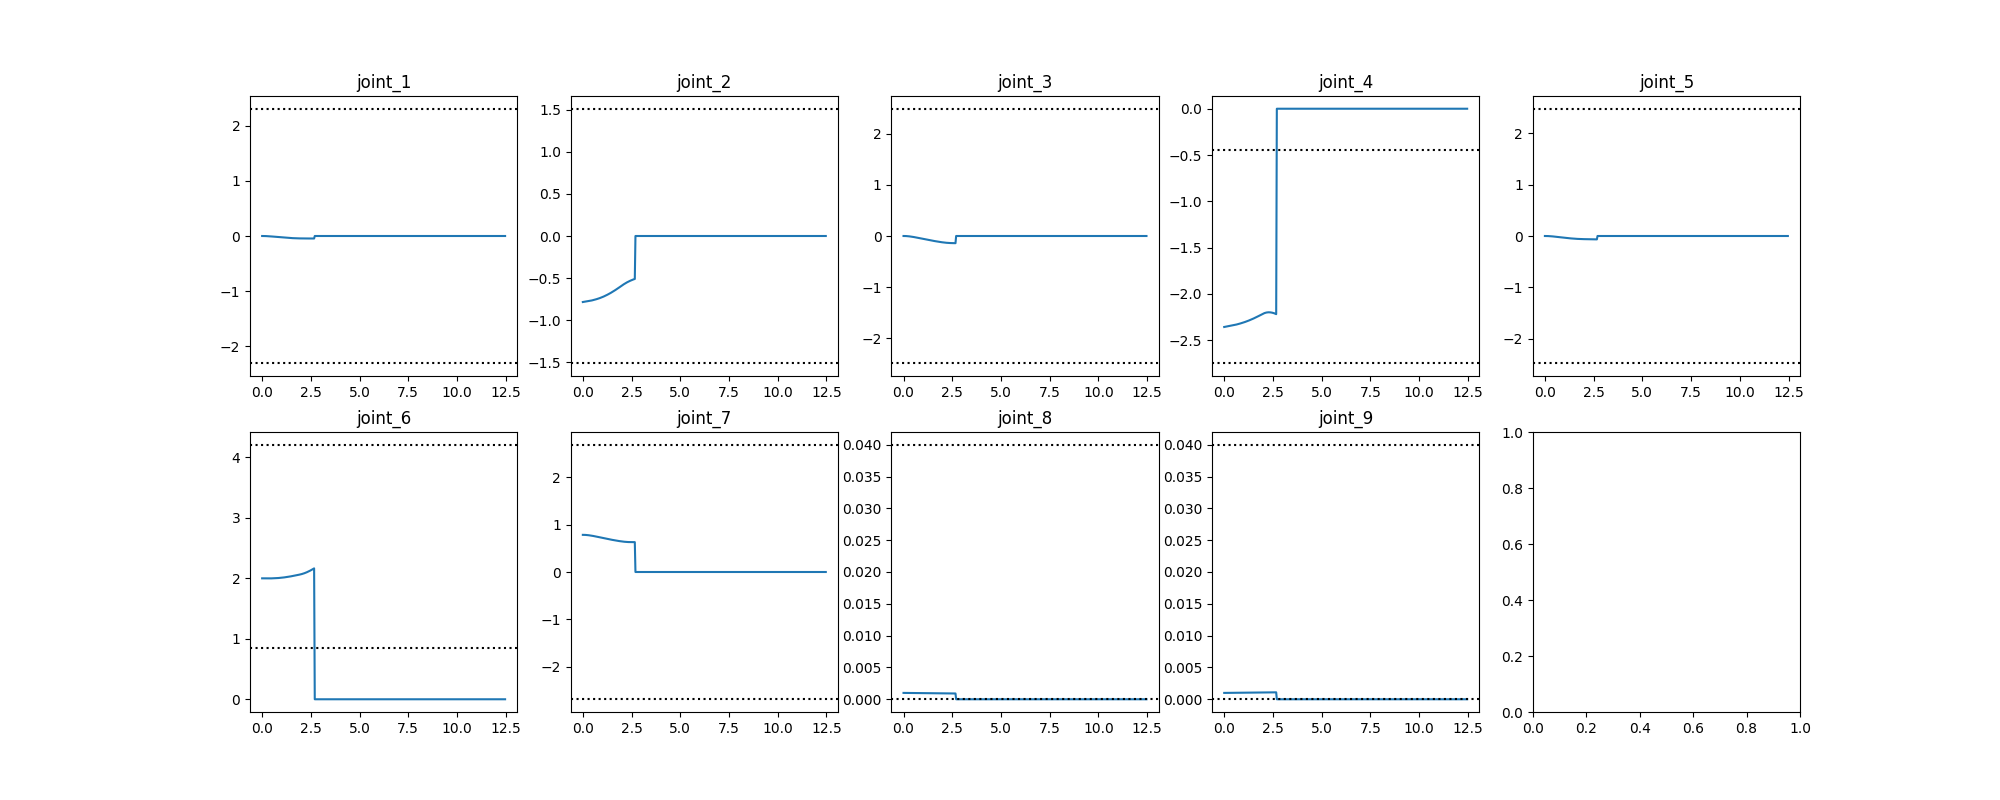 joint_1 joint_2 joint_3 joint_4 joint_5
2 1 0 −1 −2
1.5 1.0 0.5 0.0 −0.5 −1.0 −1.5
2 1 0 −1 −2
0.0 −0.5 −1.0 −1.5 −2.0 −2.5
2 1 0 −1 −2
0.0 2.5 5.0 7.5 10.0 12.5 0.0 2.5 5.0 7.5 10.0 12.5 0.0 2.5 5.0 7.5 10.0 12.5 0.0 2.5 5.0 7.5 10.0 12.5 0.0 2.5 5.0 7.5 10.0 12.5
joint_6 joint_7 joint_8 joint_9
4 3 2 1 0
2 1 0 −1 −2
0.040 0.035 0.030 0.025 0.020 0.015 0.010 0.005 0.000
0.040 0.035 0.030 0.025 0.020 0.015 0.010 0.005 0.000
1.0 0.8 0.6 0.4 0.2 0.0
0.0 2.5 5.0 7.5 10.0 12.5 0.0 2.5 5.0 7.5 10.0 12.5 0.0 2.5 5.0 7.5 10.0 12.5 0.0 2.5 5.0 7.5 10.0 12.5 0.0 0.2 0.4 0.6 0.8 1.0